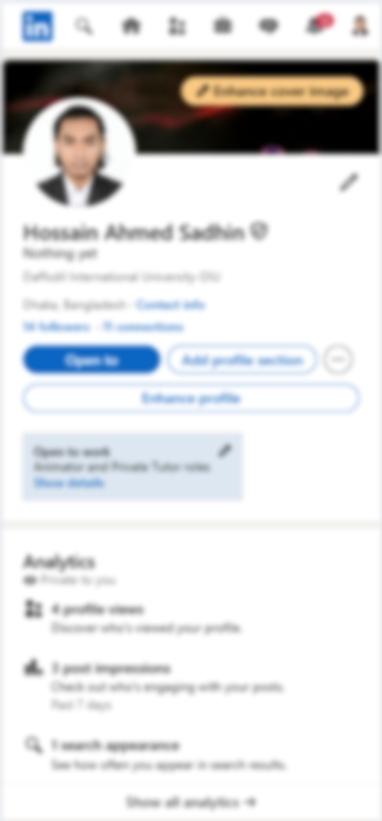 in
Enhance cover image
Hossain Ahmed Sadhin
Nothing yet
Daffodil International University-DIU
Dhaka, Bangladesh · Contact info
connections
Open to
Add profile section
Enhance profile
Open to work
Animator and Private Tutor roles
Show details
Analytics
Private to you
4 profile views
Discover who's viewed your profile.
3 post impressions
Check out who's engaging with your posts.
Past 7 days
1 search appearance
See how often you appear in search results.
Show all analytics →